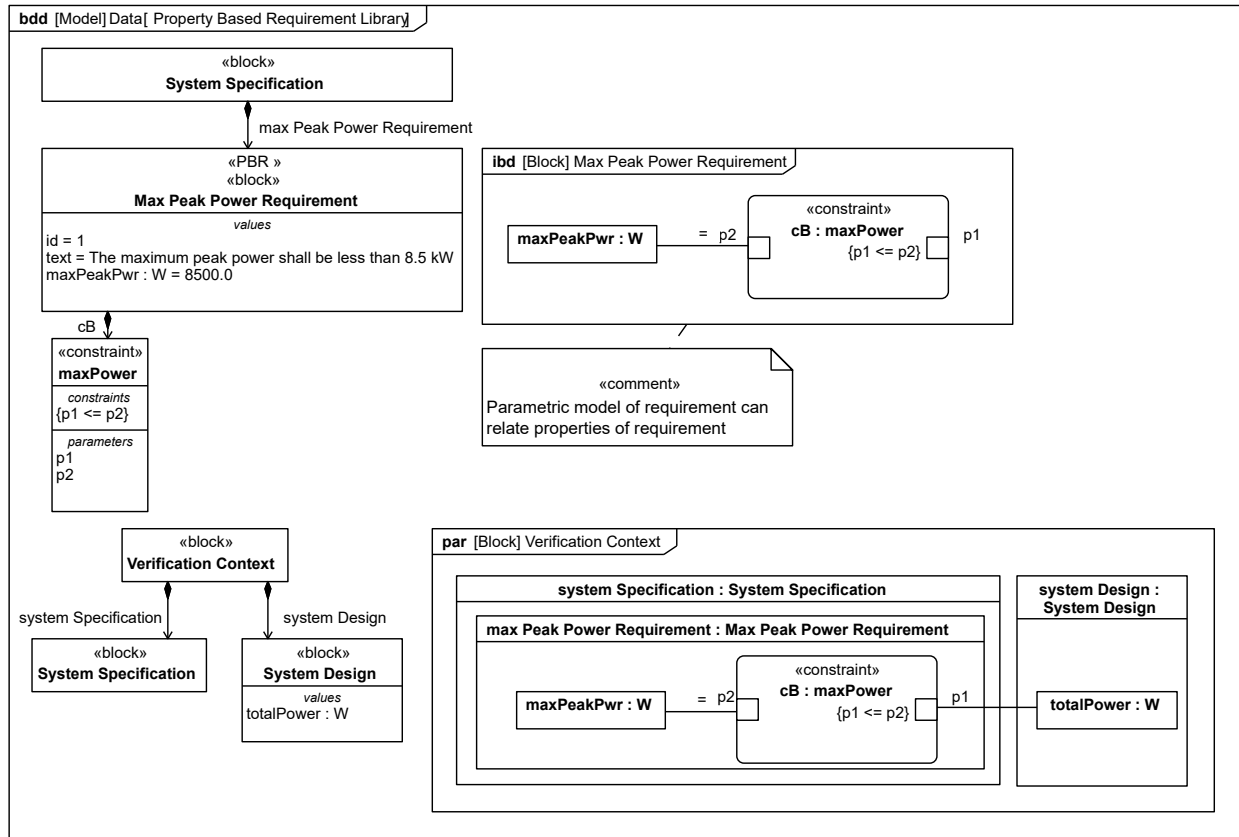 bdd [Model] Data[ Property Based Requirement Library]
«block»
System Specification
max Peak Power Requirement
«PBR »
«block»
Max Peak Power Requirement
values
id = 1
text = The maximum peak power shall be less than 8.5 kW
maxPeakPwr : W = 8500.0
cB
«constraint»
maxPower
constraints
{p1 <= p2}
parameters
p1
p2
ibd [Block] Max Peak Power Requirement
maxPeakPwr : W
= p2
«constraint»
cB : maxPower
{p1 <= p2}
p1
«comment»
Parametric model of requirement can
relate properties of requirement
«block»
Verification Context
system Specification
system Design
«block»
System Specification
«block»
System Design
values
totalPower : W
par [Block] Verification Context
system Specification : System Specification
max Peak Power Requirement : Max Peak Power Requirement
maxPeakPwr : W
= p2
«constraint»
cB : maxPower
{p1 <= p2}
p1
system Design :
System Design
totalPower : W